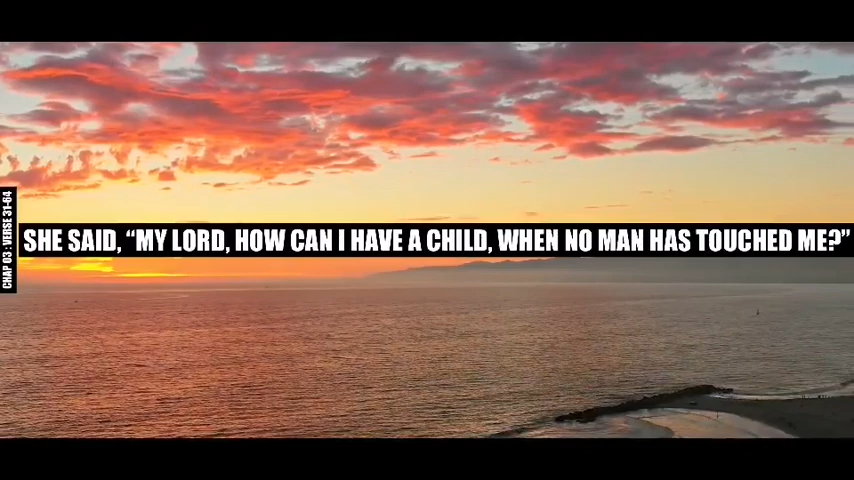 CHAP 03 : VERSE 31-64
SHE SAID, “MY LORD, HOW CAN I HAVE A CHILD, WHEN NO MAN HAS TOUCHED ME?”